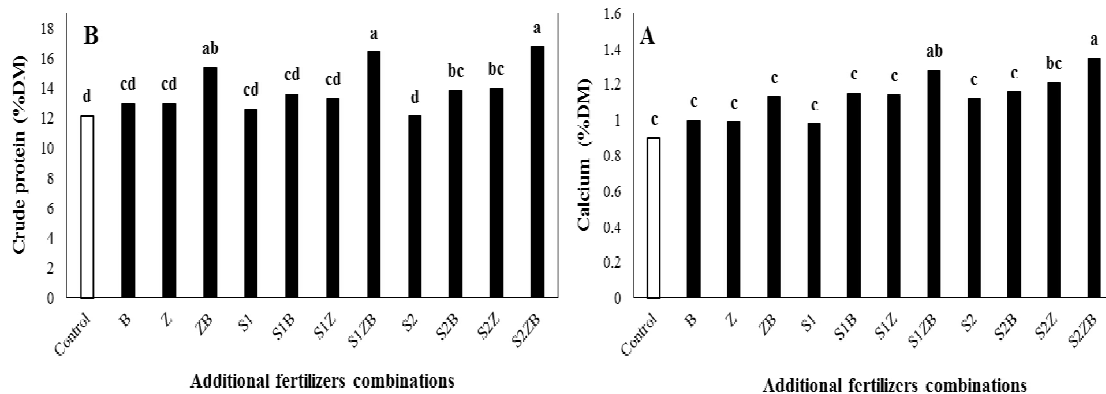 B
Crude protein (%DM)
18
16
14
12
10
8
6
4
2
0
d
cd
cd
ab
cd
cd
cd
a
d
bc
bc
a
Control
B
Z
ZB
S1
S1B
S1Z
S1ZB
S2
S2B
S2Z
S2ZB
Additional fertilizers combinations
A
Calcium (%DM)
1.6
1.4
1.2
1
0.8
0.6
0.4
0.2
0
c
c
c
c
c
c
c
ab
c
c
bc
a
Control
B
Z
ZB
S1
S1B
S1Z
S1ZB
S2
S2B
S2Z
S2ZB
Additional fertilizers combinations